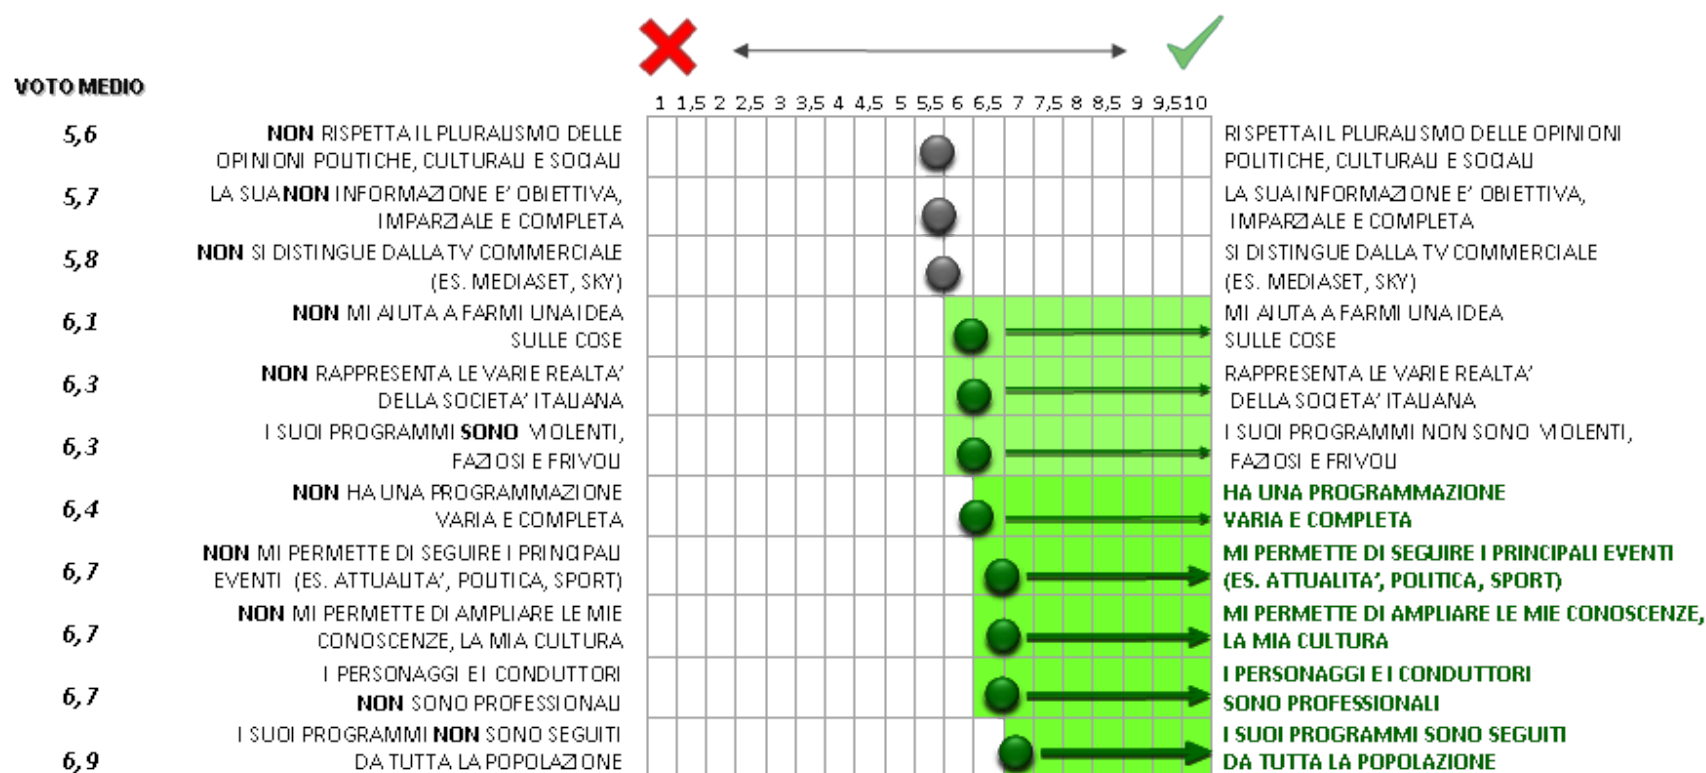 VOTO MEDIO
1 1,5 2 2,5 3 3,5 4 4,5 5 5,5 6 6,5 7 7,5 8 8,5 9 9,5 10
5,6
NON RISPETTA IL PLURALISMO DELLE
OPINIONI POLITICHE, CULTURALI E SOCIALI
RISPETTA IL PLURALISMO DELLE OPINIONI
POLITICHE, CULTURALI E SOCIALI
5,7
LA SUA NON INFORMAZIONE E' OBIETTIVA,
IMPARZIALE E COMPLETA
LA SUA INFORMAZIONE E' OBIETTIVA,
IMPARZIALE E COMPLETA
5,8
NON SI DISTINGUE DALLA TV COMMERCIALE
(ES. MEDIASET, SKY)
SI DISTINGUE DALLA TV COMMERCIALE
(ES. MEDIASET, SKY)
6,1
NON MI AIUTA A FARMI UNA IDEA
SULLE COSE
MI AIUTA A FARMI UNA IDEA
SULLE COSE
6,3
NON RAPPRESENTA LE VARIE REALTA'
DELLA SOCIETA' ITALIANA
RAPPRESENTA LE VARIE REALTA'
DELLA SOCIETA' ITALIANA
6,3
I SUOI PROGRAMMI SONO VIOLENTI,
FAZIOSI E FRIVOLI
I SUOI PROGRAMMI NON SONO VIOLENTI,
FAZIOSI E FRIVOLI
6,4
NON HA UNA PROGRAMMAZIONE
VARIA E COMPLETA
HA UNA PROGRAMMAZIONE
VARIA E COMPLETA
6,7
NON MI PERMETTE DI SEGUIRE I PRINCIPALI
EVENTI (ES. ATTUALITA', POLITICA, SPORT)
MI PERMETTE DI SEGUIRE I PRINCIPALI EVENTI
(ES. ATTUALITA', POLITICA, SPORT)
6,7
NON MI PERMETTE DI AMPLIARE LE MIE
CONOSCENZE, LA MIA CULTURA
MI PERMETTE DI AMPLIARE LE MIE CONOSCENZE,
LA MIA CULTURA
6,7
I PERSONAGGI E I CONDUTTORI
NON SONO PROFESSIONALI
I PERSONAGGI E I CONDUTTORI
SONO PROFESSIONALI
6,9
I SUOI PROGRAMMI NON SONO SEGUITI
DA TUTTA LA POPOLAZIONE
I SUOI PROGRAMMI SONO SEGUITI
DA TUTTA LA POPOLAZIONE